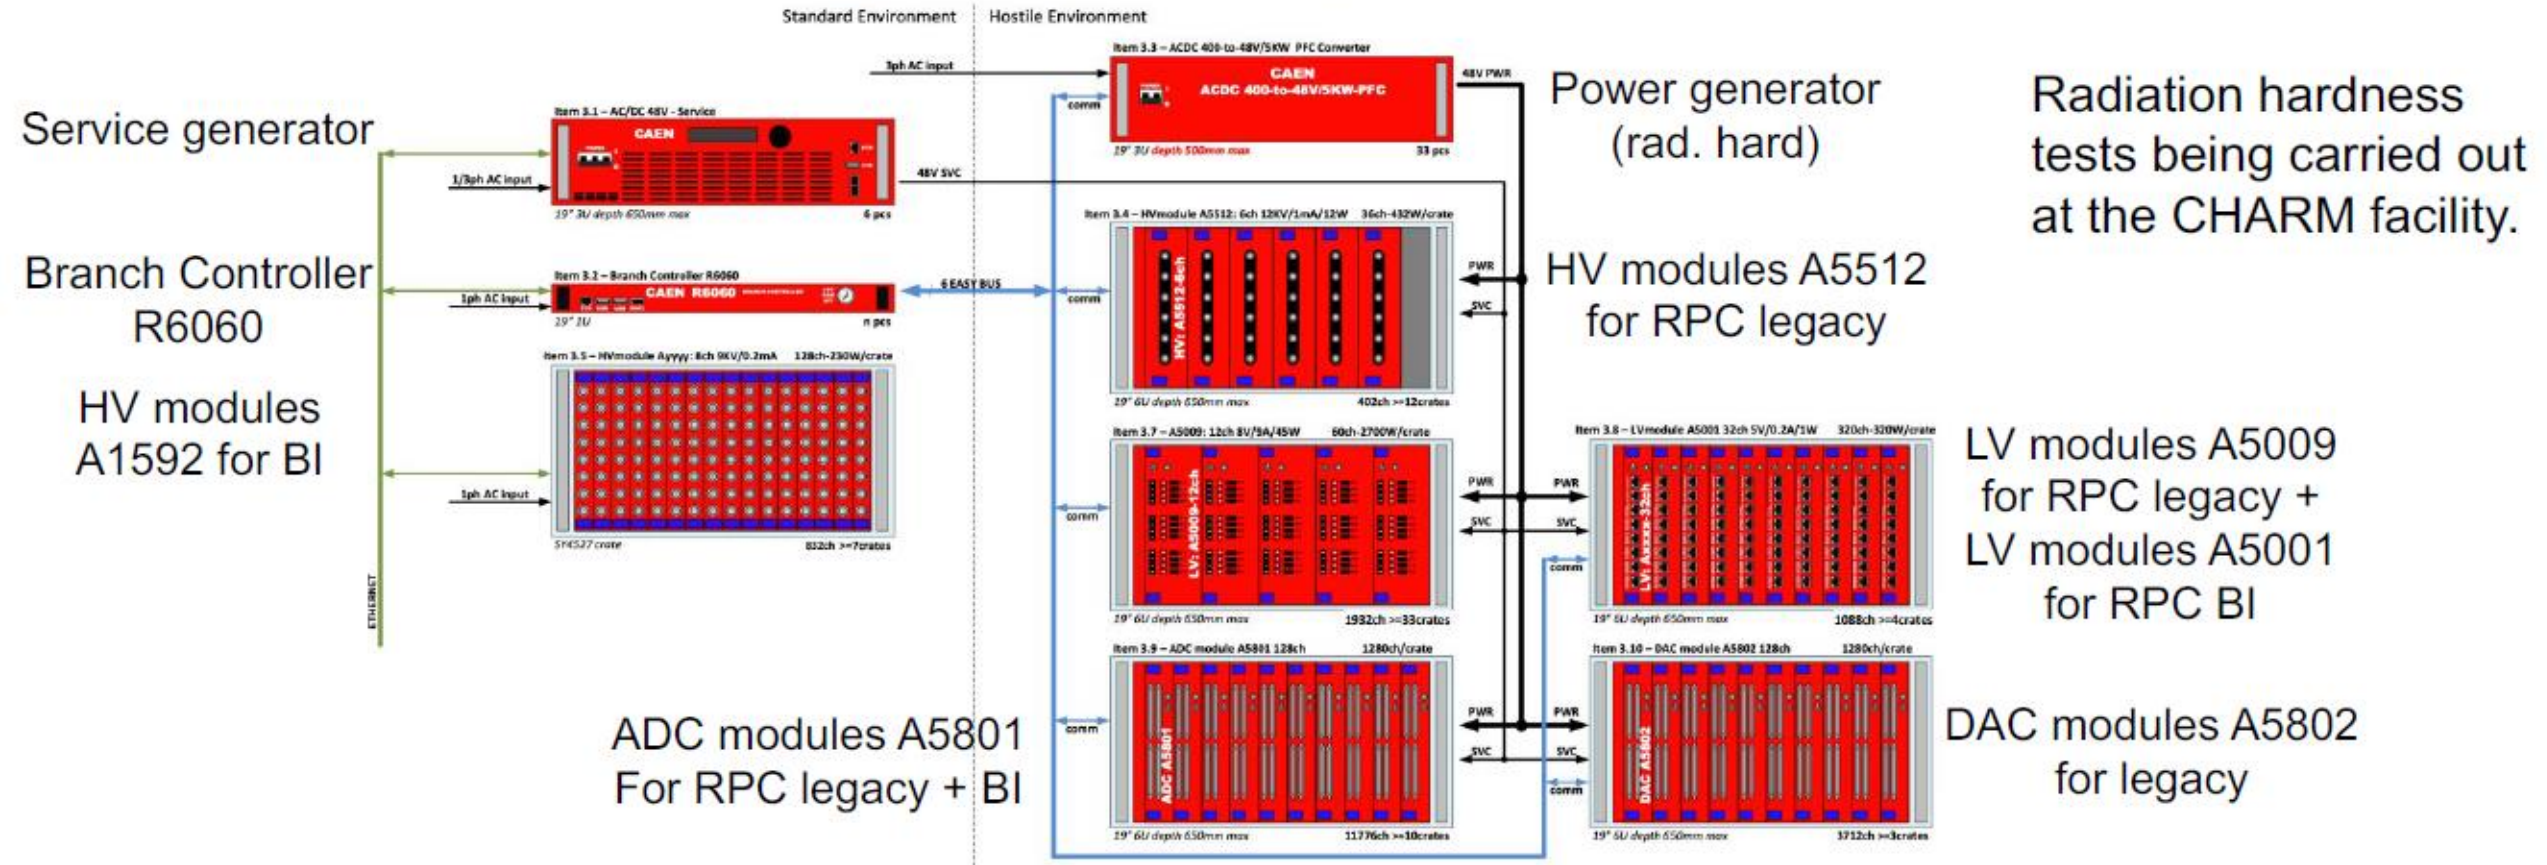 Standard Environment
Hostile Environment
Service generator
Item 3.1 – AC/DC 48V - Service
CAEN
1/3ph AC input
19" 3U depth 650mm max
6 pcs
48V SVC
Branch Controller
R6060
Item 3.2 – Branch Controller R6060
CAEN R6060
1ph AC input
19" 1U
n pcs
6 EASY BUS
HV modules
A1592 for BI
Item 3.5 – HVmodule Ayyyy: 8ch 9KV/0.2mA
128ch-230W/crate
1ph AC input
SY4527 crate
832ch >=7crates
ETHERNET
3ph AC input
Item 3.3 – ACDC 400-to-48V/5KW PFC Converter
CAEN
ACDC 400-to-48V/5KW-PFC
comm
48V PWR
19" 3U depth 500mm max
33 pcs
Power generator
(rad. hard)
Radiation hardness
tests being carried out
at the CHARM facility.
Item 3.4 – HVmodule A5512: 6ch 12KV/1mA/12W
36ch-432W/crate
HV: A5512-6ch
comm
PWR
SVC
19" 6U depth 650mm max
402ch >=12crates
HV modules A5512
for RPC legacy
Item 3.7 – A5009: 12ch 8V/9A/45W
60ch-2700W/crate
LV: A5009-12ch
comm
PWR
SVC
19" 6U depth 650mm max
1932ch >=33crates
Item 3.8 – LVmodule A5001 32ch 5V/0.2A/1W
320ch-320W/crate
LV: Axxxx-32ch
PWR
SVC
comm
19" 6U depth 650mm max
1088ch >=4crates
LV modules A5009
for RPC legacy +
LV modules A5001
for RPC BI
ADC modules A5801
For RPC legacy + BI
Item 3.9 – ADC module A5801 128ch
1280ch/crate
ADC A5801
comm
PWR
SVC
19" 6U depth 650mm max
11776ch >=10crates
Item 3.10 – DAC module A5802 128ch
1280ch/crate
DAC A5802
PWR
SVC
comm
19" 6U depth 650mm max
3712ch >=3crates
DAC modules A5802
for legacy